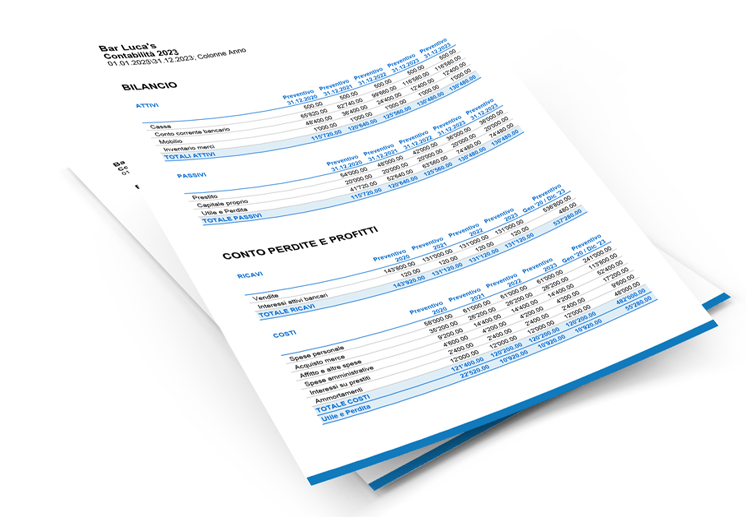 Bar Luca's
Contabilità 2023
01.01.2023\31.12.2023; Colonne Anno
BILANCIO
ATTIVI Preventivo 31.12.2020 Preventivo 31.12.2021 Preventivo 31.12.2022 Preventivo 31.12.2023 Preventivo 31.12.2023
Cassa 500.00 500.00 500.00 500.00 500.00
Conto corrente bancario 65'820.00 82'740.00 99'660.00 116'580.00 116'580.00
Mobilio 48'400.00 36'400.00 24'400.00 12'400.00 12'400.00
Inventario merci 1'000.00 1'000.00 1'000.00 1'000.00 1'000.00
TOTALI ATTIVI 115'720.00 120'640.00 125'560.00 130'480.00 130'480.00
PASSIVI Preventivo 31.12.2020 Preventivo 31.12.2021 Preventivo 31.12.2022 Preventivo 31.12.2023 Preventivo 31.12.2023
Prestito 54'000.00 48'000.00 42'000.00 36'000.00 36'000.00
Capitale proprio 20'000.00 20'000.00 20'000.00 20'000.00 20'000.00
Utile e Perdita 41'720.00 52'640.00 63'560.00 74'480.00 74'480.00
TOTALE PASSIVI 115'720.00 120'640.00 125'560.00 130'480.00 130'480.00
CONTO PERDITE E PROFITTI
RICAVI Preventivo 2020 Preventivo 2021 Preventivo 2022 Preventivo 2023 Preventivo Gen '20 / Dic '23
Vendite 143'800.00 131'000.00 131'000.00 131'000.00 536'800.00
Interessi attivi bancari 120.00 120.00 120.00 120.00 480.00
TOTALE RICAVI 143'920.00 131'120.00 131'120.00 131'120.00 537'280.00
COSTI Preventivo 2020 Preventivo 2021 Preventivo 2022 Preventivo 2023 Preventivo Gen '20 / Dic '23
Spese personale 58'000.00 61'000.00 61'000.00 61'000.00 241'000.00
Acquisto merce 35'200.00 26'200.00 26'200.00 26'200.00 113'800.00
Affitto e altre spese 9'200.00 14'400.00 14'400.00 14'400.00 52'400.00
Spese amministrative 4'600.00 4'200.00 4'200.00 4'200.00 17'200.00
Interessi su prestiti 2'400.00 2'400.00 2'400.00 2'400.00 9'600.00
Ammortamenti 12'000.00 12'000.00 12'000.00 12'000.00 48'000.00
TOTALE COSTI 121'400.00 120'200.00 120'200.00 120'200.00 482'000.00
Utile e Perdita 22'520.00 10'920.00 10'920.00 10'920.00 55'280.00